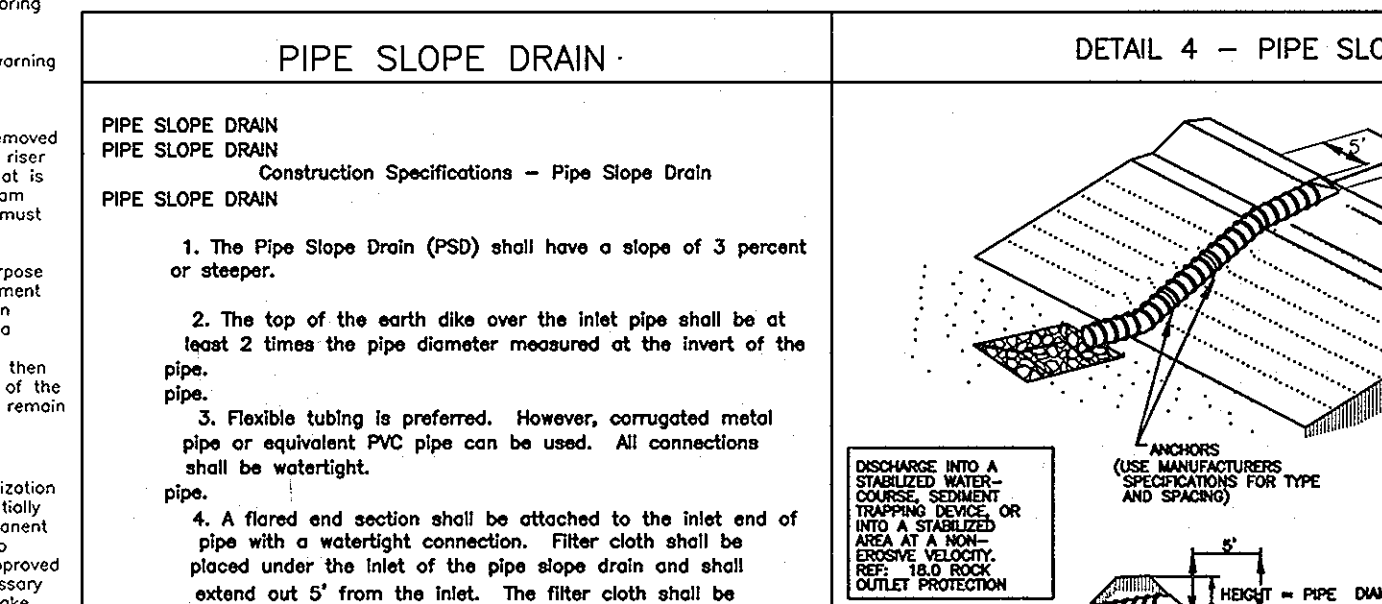 oring
warning
emoved
riser
at is
am
must
rpose
ment
n
a
then
of the
remain
ization
tially
anent
o
proved
ssary
PIPE SLOPE DRAIN
PIPE SLOPE DRAIN
PIPE SLOPE DRAIN
Construction Specifications – Pipe Slope Drain
PIPE SLOPE DRAIN
1. The Pipe Slope Drain (PSD) shall have a slope of 3 percent
or steeper.
2. The top of the earth dike over the inlet pipe shall be at
least 2 times the pipe diameter measured at the invert of the
pipe.
pipe.
3. Flexible tubing is preferred. However, corrugated metal
pipe or equivalent PVC pipe can be used. All connections
shall be watertight.
pipe.
4. A flared end section shall be attached to the inlet end of
pipe with a watertight connection. Filter cloth shall be
placed under the inlet of the pipe slope drain and shall
extend out 5' from the inlet. The filter cloth shall be
DETAIL 4 – PIPE SLO
5'
ANCHORS
(USE MANUFACTURERS
SPECIFICATIONS FOR TYPE
AND SPACING)
DISCHARGE INTO A
STABILIZED WATER–
COURSE, SEDIMENT
TRAPPING DEVICE, OR
INTO A STABILIZED
AREA AT A NON–
EROSIVE VELOCITY.
REF: 18.0 ROCK
OUTLET PROTECTION
5'
HEIGHT = PIPE DIA